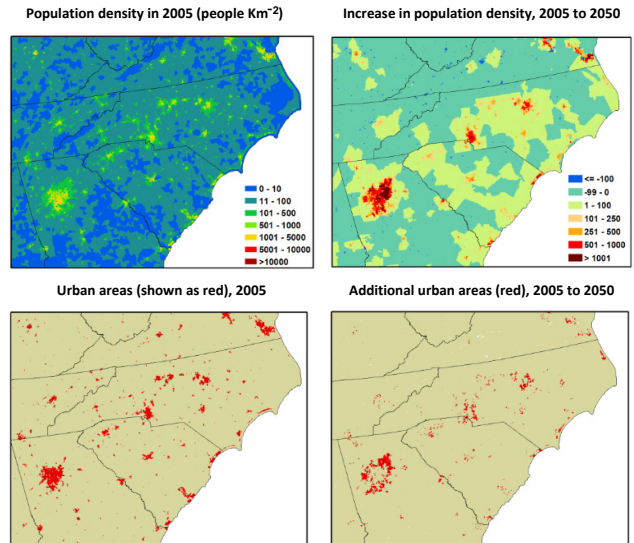 Population density in 2005 (people Km⁻²)
Increase in population density, 2005 to 2050
0 - 10
11 - 100
101 - 500
501 - 1000
1001 - 5000
5001 - 10000
>10000
<= -100
-99 - 0
1 - 100
101 - 250
251 - 500
501 - 1000
> 1001
Urban areas (shown as red), 2005
Additional urban areas (red), 2005 to 2050